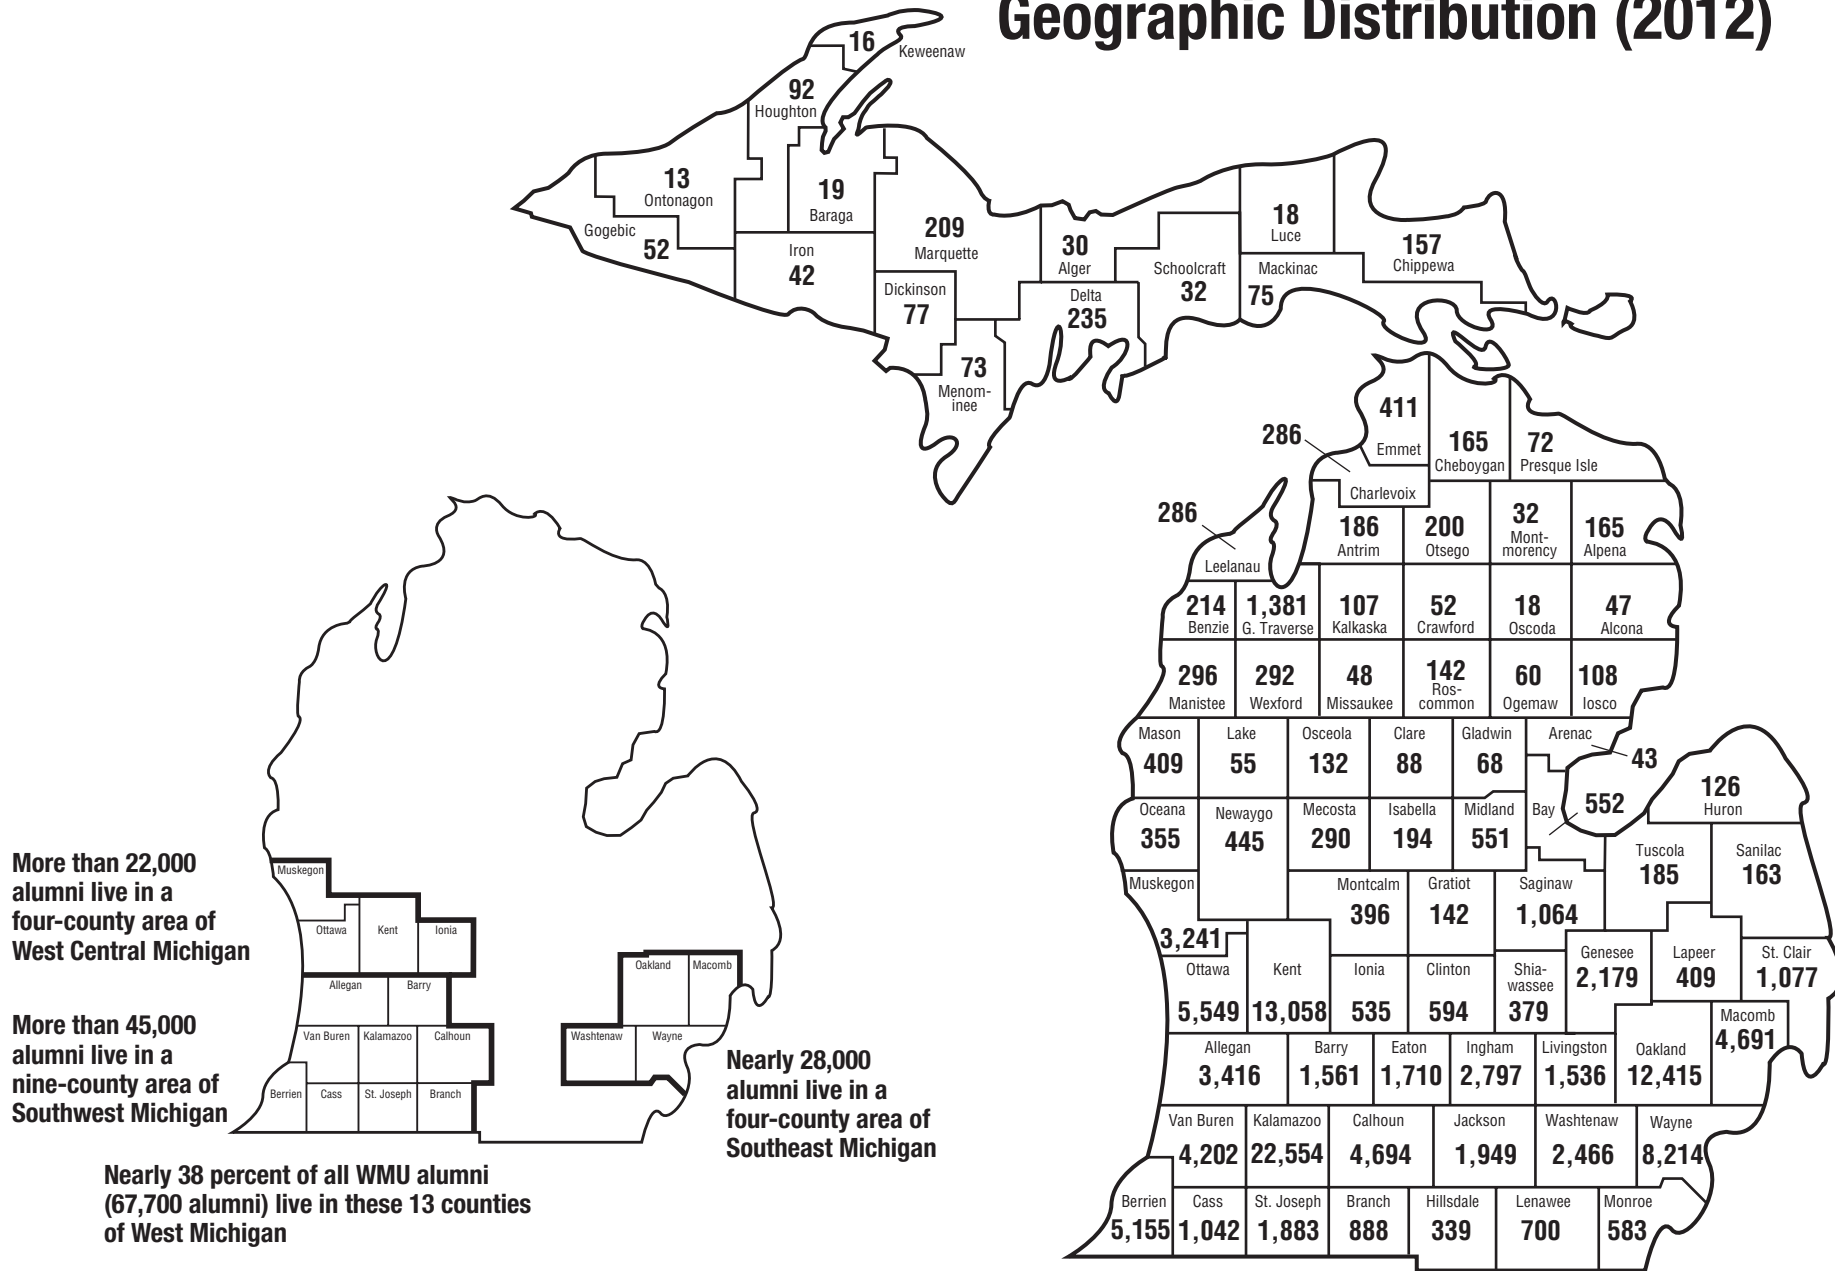 Geographic Distribution (2012)
16
Keweenaw
92
Houghton
13
Ontonagon
19
Baraga
Gogebic
52
Iron
42
209
Marquette
Dickinson
77
73
Menom-
inee
30
Alger
Delta
235
Schoolcraft
32
18
Luce
Mackinac
75
157
Chippewa
411
Emmet
286
Charlevoix
165
Cheboygan
72
Presque Isle
286
Leelanau
186
Antrim
200
Otsego
32
Mont-
morency
165
Alpena
214
Benzie
1,381
G. Traverse
107
Kalkaska
52
Crawford
18
Oscoda
47
Alcona
296
Manistee
292
Wexford
48
Missaukee
142
Ros-
common
60
Ogemaw
108
Iosco
Mason
409
Lake
55
Osceola
132
Clare
88
Gladwin
68
Arenac
43
Oceana
355
Newaygo
445
Mecosta
290
Isabella
194
Midland
551
Bay
552
126
Huron
Tuscola
185
Sanilac
163
Muskegon
3,241
Montcalm
396
Gratiot
142
Saginaw
1,064
Ottawa
5,549
Kent
13,058
Ionia
535
Clinton
594
Shia-
wassee
379
Genesee
2,179
Lapeer
409
St. Clair
1,077
Allegan
3,416
Barry
1,561
Eaton
1,710
Ingham
2,797
Livingston
1,536
Oakland
12,415
Macomb
4,691
Van Buren
4,202
Kalamazoo
22,554
Calhoun
4,694
Jackson
1,949
Washtenaw
2,466
Wayne
8,214
Berrien
5,155
Cass
1,042
St. Joseph
1,883
Branch
888
Hillsdale
339
Lenawee
700
Monroe
583
More than 22,000
alumni live in a
four-county area of
West Central Michigan
Muskegon
Ottawa
Kent
Ionia
More than 45,000
alumni live in a
nine-county area of
Southwest Michigan
Allegan
Barry
Van Buren
Kalamazoo
Calhoun
Berrien
Cass
St. Joseph
Branch
Oakland
Macomb
Washtenaw
Wayne
Nearly 28,000
alumni live in a
four-county area of
Southeast Michigan
Nearly 38 percent of all WMU alumni
(67,700 alumni) live in these 13 counties
of West Michigan